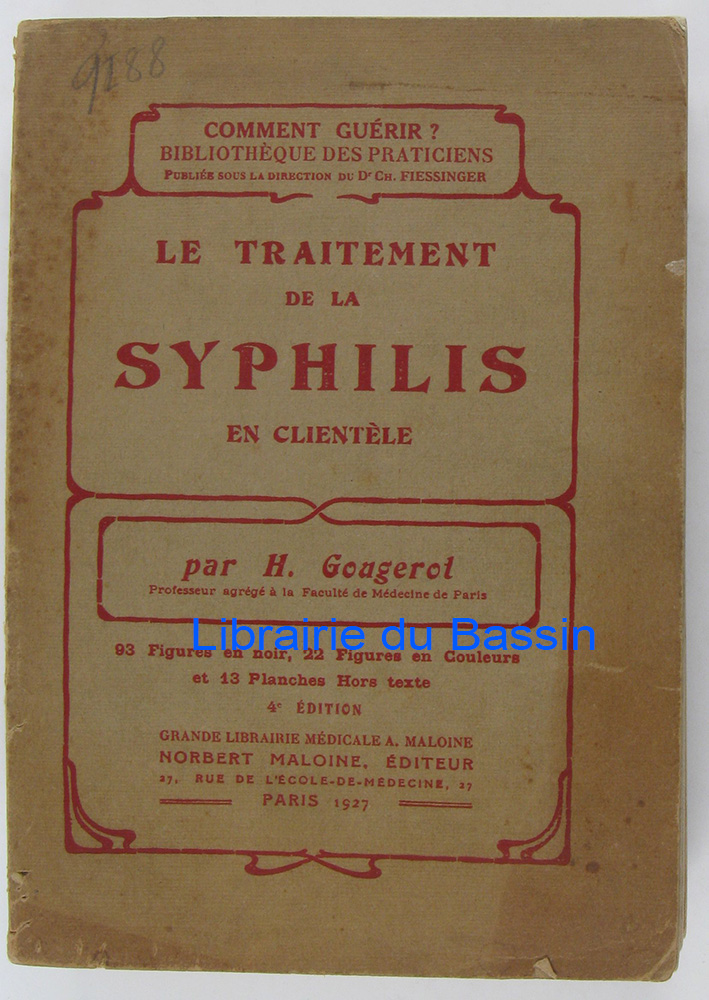 9188
COMMENT GUÉRIR ?
BIBLIOTHÈQUE DES PRATICIENS
PUBLIÉE SOUS LA DIRECTION DU Dr CH. FIESSINGER
LE TRAITEMENT
DE LA
SYPHILIS
EN CLIENTÈLE
par H. Gougerot
Professeur agrégé à la Faculté de Médecine de Paris
Librairie du Bassin
93 Figures en noir, 22 Figures en Couleurs
et 13 Planches Hors texte
4e ÉDITION
GRANDE LIBRAIRIE MÉDICALE A. MALOINE
NORBERT MALOINE, ÉDITEUR
27, RUE DE L'ÉCOLE-DE-MÉDECINE, 27
PARIS 1927